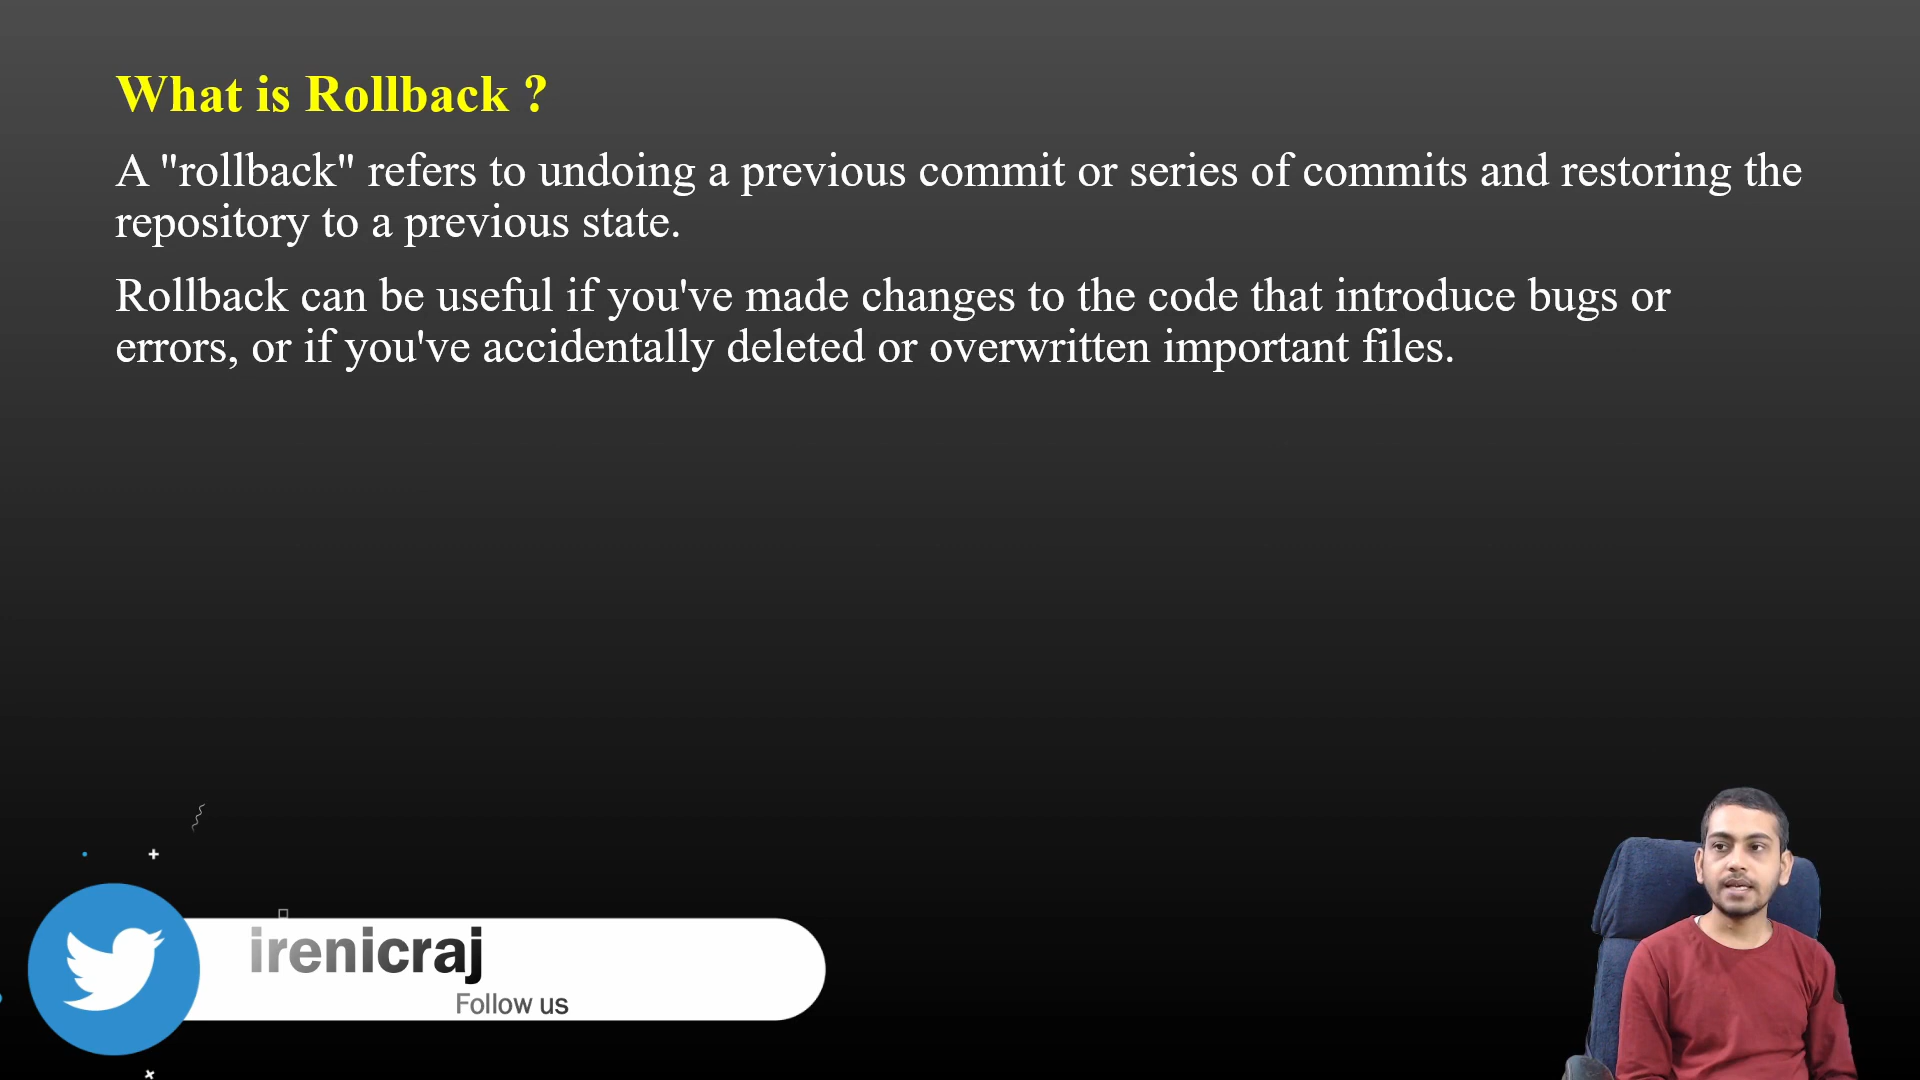 What is Rollback ?
A "rollback" refers to undoing a previous commit or series of commits and restoring the
repository to a previous state.
Rollback can be useful if you've made changes to the code that introduce bugs or
errors, or if you've accidentally deleted or overwritten important files.
irenicraj
Follow us